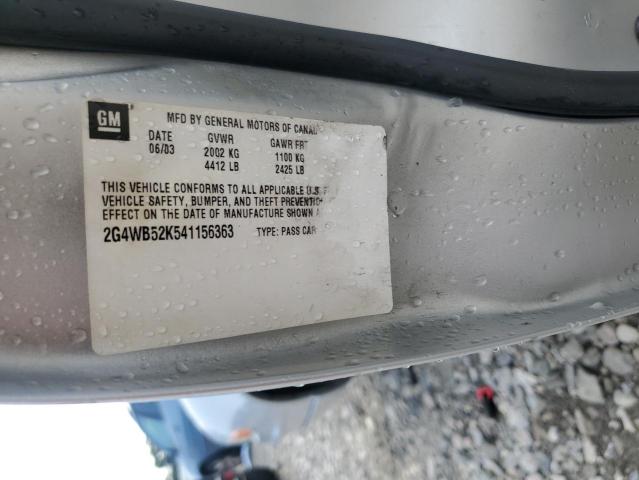 GM
MFD BY GENERAL MOTORS OF CANAD
DATE GVWR GAWR FRT
06/03 2002 KG 1100 KG
4412 LB 2425 LB
THIS VEHICLE CONFORMS TO ALL APPLICABLE U.S. F
VEHICLE SAFETY, BUMPER, AND THEFT PREVENTION
EFFECT ON THE DATE OF MANUFACTURE SHOWN A
2G4WB52K541156363 TYPE: PASS CAR